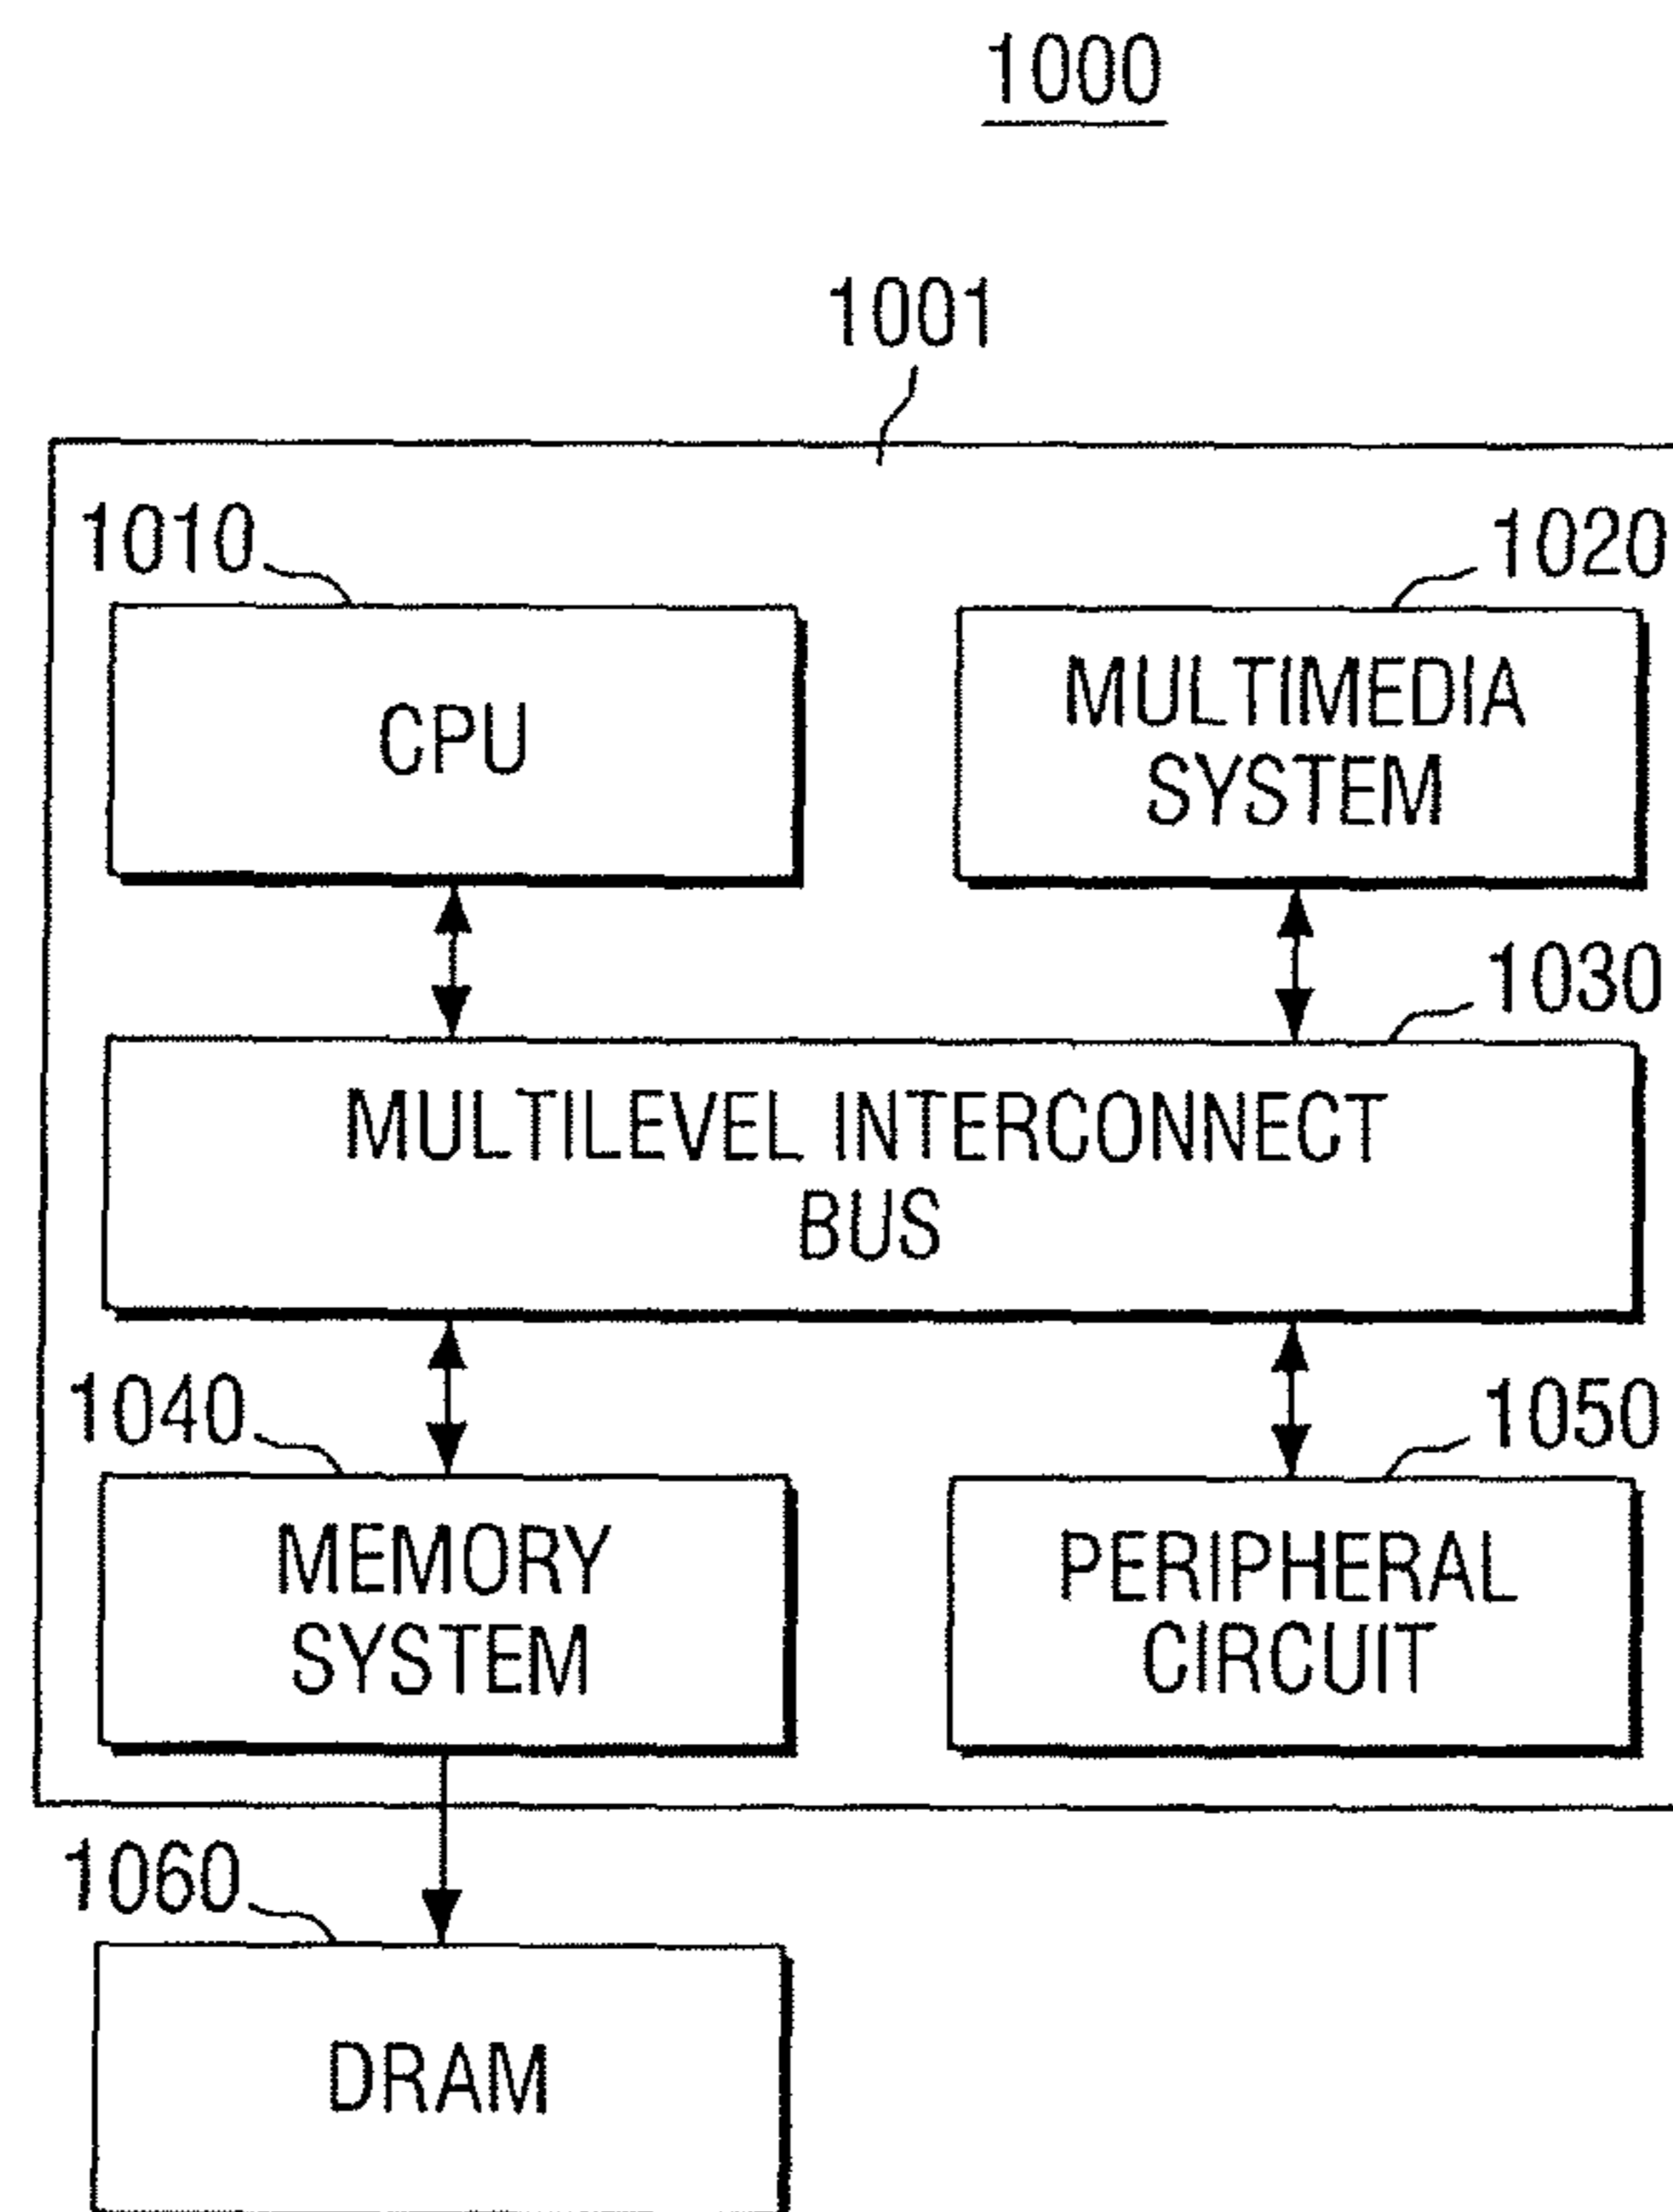 1000
1001
1010
1020
CPU
MULTIMEDIA
SYSTEM
1030
MULTILEVEL INTERCONNECT
BUS
1040
1050
MEMORY
SYSTEM
PERIPHERAL
CIRCUIT
1060
DRAM